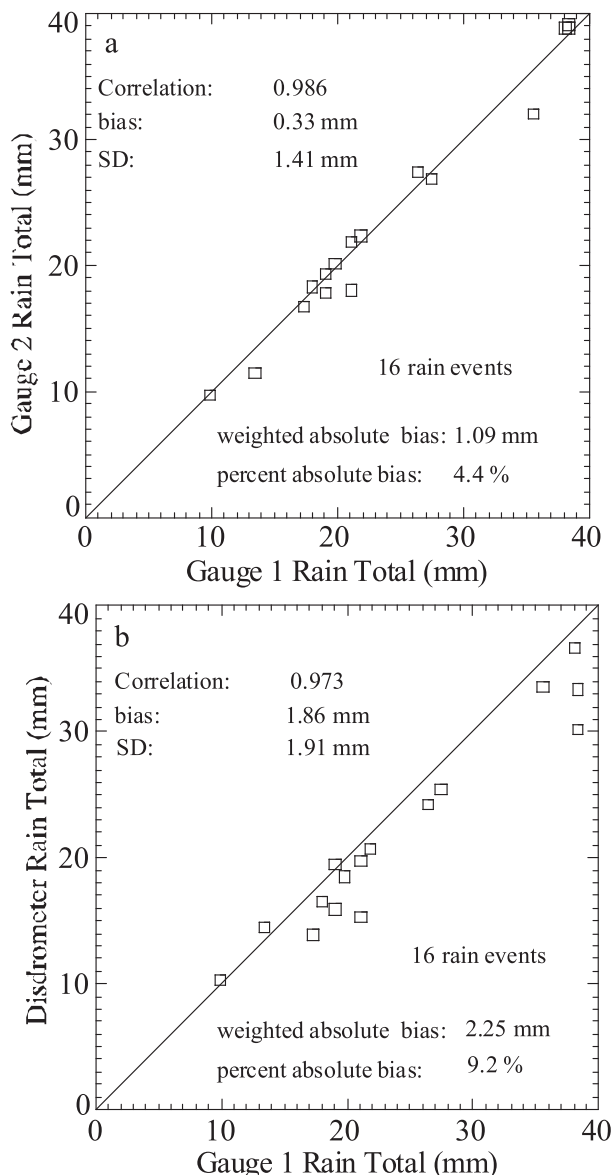 40
a
Correlation: 0.986
bias: 0.33 mm
SD: 1.41 mm
30
Gauge 2 Rain Total (mm)
20
16 rain events
10
weighted absolute bias: 1.09 mm
percent absolute bias: 4.4 %
0
0 10 20 30 40
Gauge 1 Rain Total (mm)
40
b
Correlation: 0.973
bias: 1.86 mm
SD: 1.91 mm
30
Disdrometer Rain Total (mm)
20
16 rain events
10
weighted absolute bias: 2.25 mm
percent absolute bias: 9.2 %
0
0 10 20 30 40
Gauge 1 Rain Total (mm)